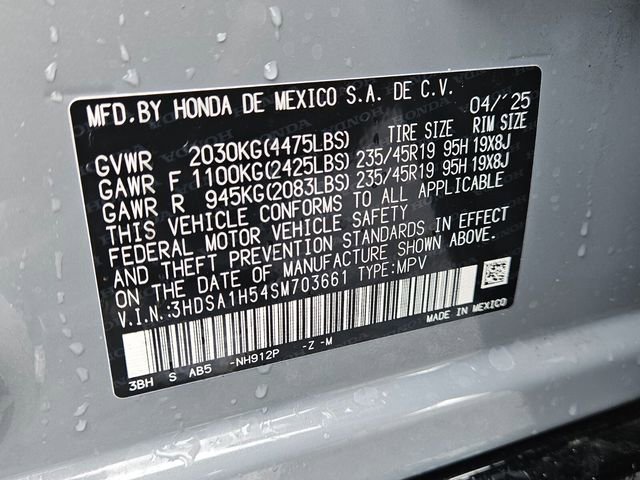 MFD.BY HONDA DE MEXICO S.A. DE C.V. 04/'25
TIRE SIZE RIM SIZE
GVWR 2030KG(4475LBS)
GAWR F 1100KG(2425LBS) 235/45R19 95H 19X8J
GAWR R 945KG(2083LBS) 235/45R19 95H 19X8J
THIS VEHICLE CONFORMS TO ALL APPLICABLE
FEDERAL MOTOR VEHICLE SAFETY
AND THEFT PREVENTION STANDARDS IN EFFECT
ON THE DATE OF MANUFACTURE SHOWN ABOVE.
V.I.N.:3HDSA1H54SM703661 TYPE:MPV
MADE IN MEXICO
3BH S AB5 -NH912P -Z -M